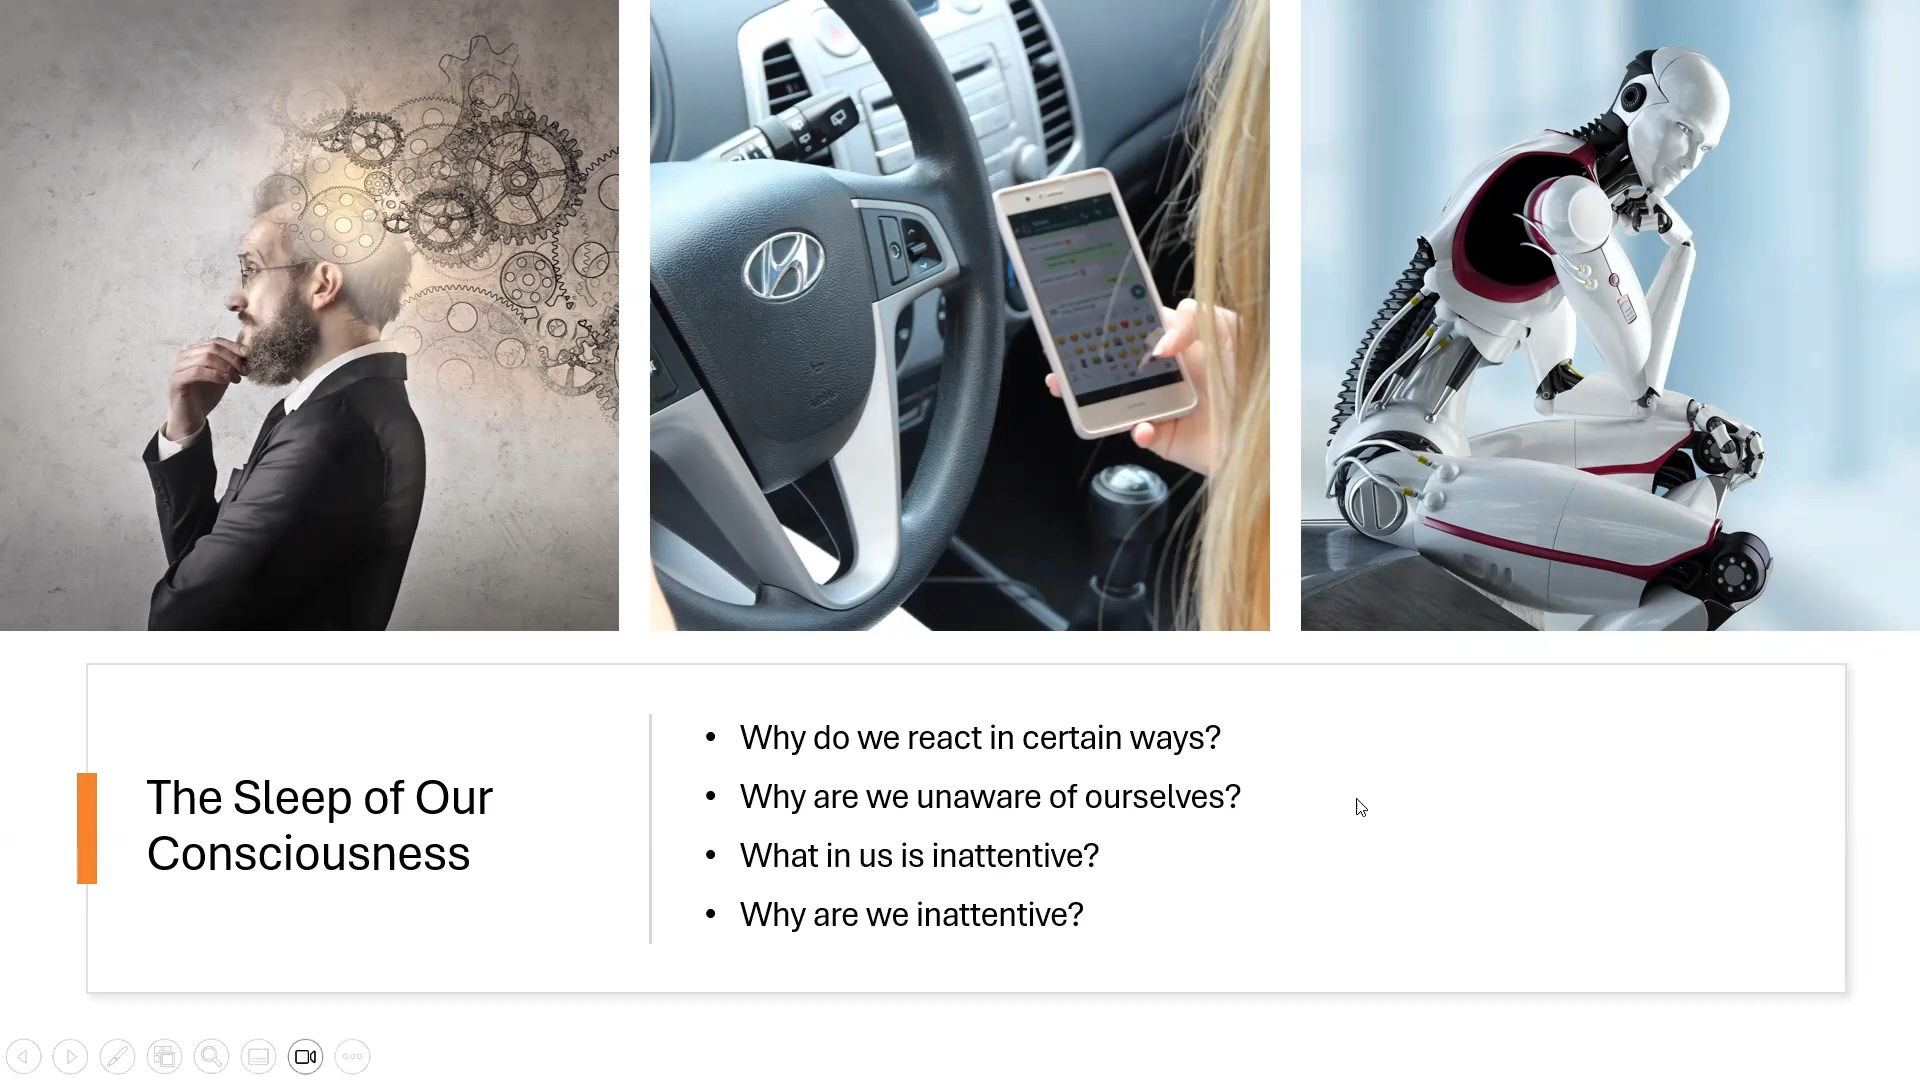 The Sleep of Our
Consciousness
• Why do we react in certain ways?
• Why are we unaware of ourselves?
• What in us is inattentive?
• Why are we inattentive?